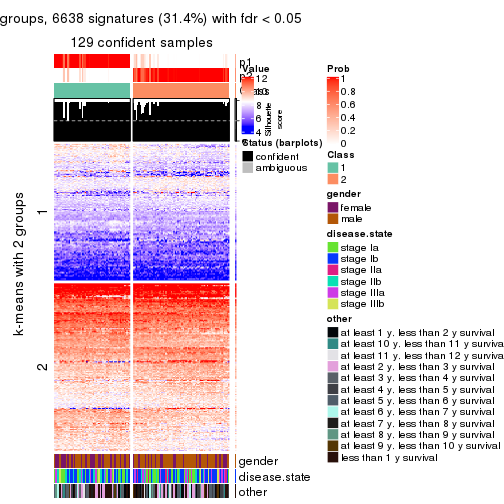 groups, 6638 signatures (31.4%) with fdr < 0.05
129 confident samples
p1
p2
Class
Silhouette
score
k-means with 2 groups
1
2
gender
disease.state
other
Value
12
10
8
6
4
Status (barplots)
confident
ambiguous
Prob
1
0.8
0.6
0.4
0.2
0
Class
1
2
gender
female
male
disease.state
stage Ia
stage Ib
stage IIa
stage IIb
stage IIIa
stage IIIb
other
at least 1 y. less than 2 y survival
at least 10 y. less than 11 y surviva
at least 11 y. less than 12 y surviva
at least 2 y. less than 3 y survival
at least 3 y. less than 4 y survival
at least 4 y. less than 5 y survival
at least 5 y. less than 6 y survival
at least 6 y. less than 7 y survival
at least 7 y. less than 8 y survival
at least 8 y. less than 9 y survival
at least 9 y. less than 10 y survival
less than 1 y survival